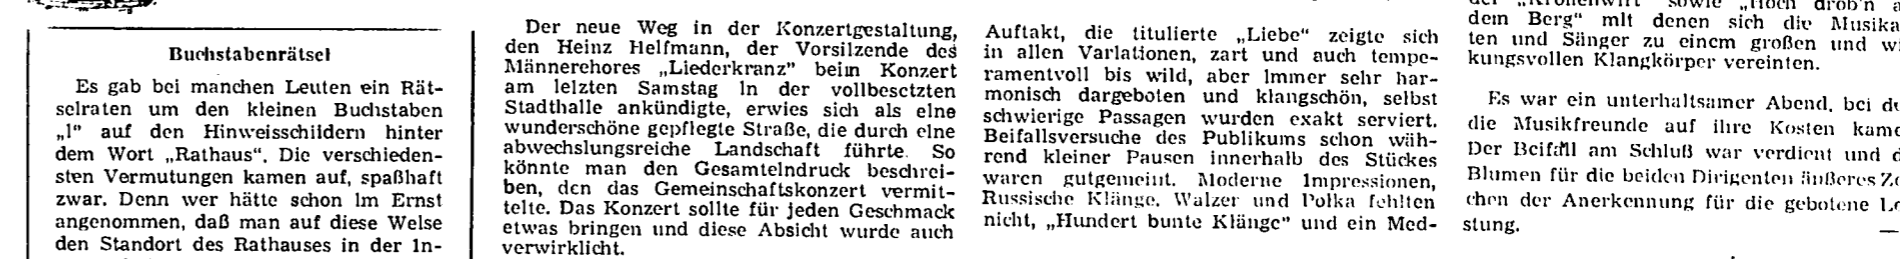 Buchstabenrätsel
Es gab bei manchen Leuten ein Rät-
selraten um den kleinen Buchstaben
„1" auf den Hinweisschildern hinter
dem Wort „Rathaus". Die verschieden-
sten Vermutungen kamen auf, spaßhaft
zwar. Denn wer hätte schon im Ernst
angenommen, daß man auf diese Weise
den Standort des Rathauses in der In-
Der neue Weg in der Konzertgestaltung,
den Heinz Helfmann, der Vorsitzende des
Männerchores „Liederkranz" beim Konzert
am letzten Samstag in der vollbesetzten
Stadthalle ankündigte, erwies sich als eine
wunderschöne gepflegte Straße, die durch eine
abwechslungsreiche Landschaft führte. So
könnte man den Gesamteindruck beschrei-
ben, den das Gemeinschaftskonzert vermit-
telte. Das Konzert sollte für jeden Geschmack
etwas bringen und diese Absicht wurde auch
verwirklicht.
Auftakt, die titulierte „Liebe" zeigte sich
in allen Variationen, zart und auch tempe-
ramentvoll bis wild, aber immer sehr har-
monisch dargeboten und klangschön, selbst
schwierige Passagen wurden exakt serviert.
Beifallsversuche des Publikums schon wäh-
rend kleiner Pausen innerhalb des Stückes
waren gutgemeint. Moderne Impressionen,
Russische Klänge, Walzer und Polka fehlten
nicht, „Hundert bunte Klänge" und ein Med-
der „Kronenwirt" sowie „Hoch drob'n a
dem Berg" mit denen sich die Musika
ten und Sänger zu einem großen und wi
kungsvollen Klangkörper vereinten.
Es war ein unterhaltsamer Abend, bei de
die Musikfreunde auf ihre Kosten kame
Der Beifall am Schluß war verdient und d
Blumen für die beiden Dirigenten äußeres Ze
chen der Anerkennung für die gebotene Le
stung.